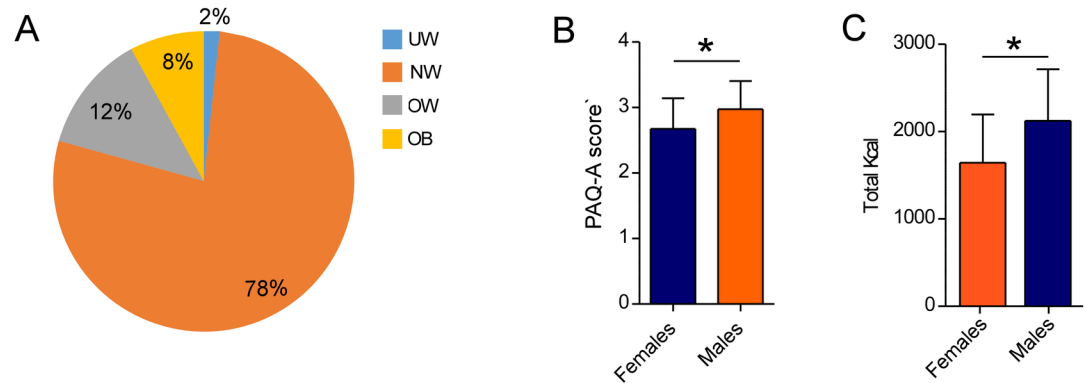 A
2%
8%
12%
78%
UW
NW
OW
OB
B
PAQ-A score`
4
3
2
1
0
*
Females
Males
C
Total Kcal
3000
2000
1000
0
*
Females
Males